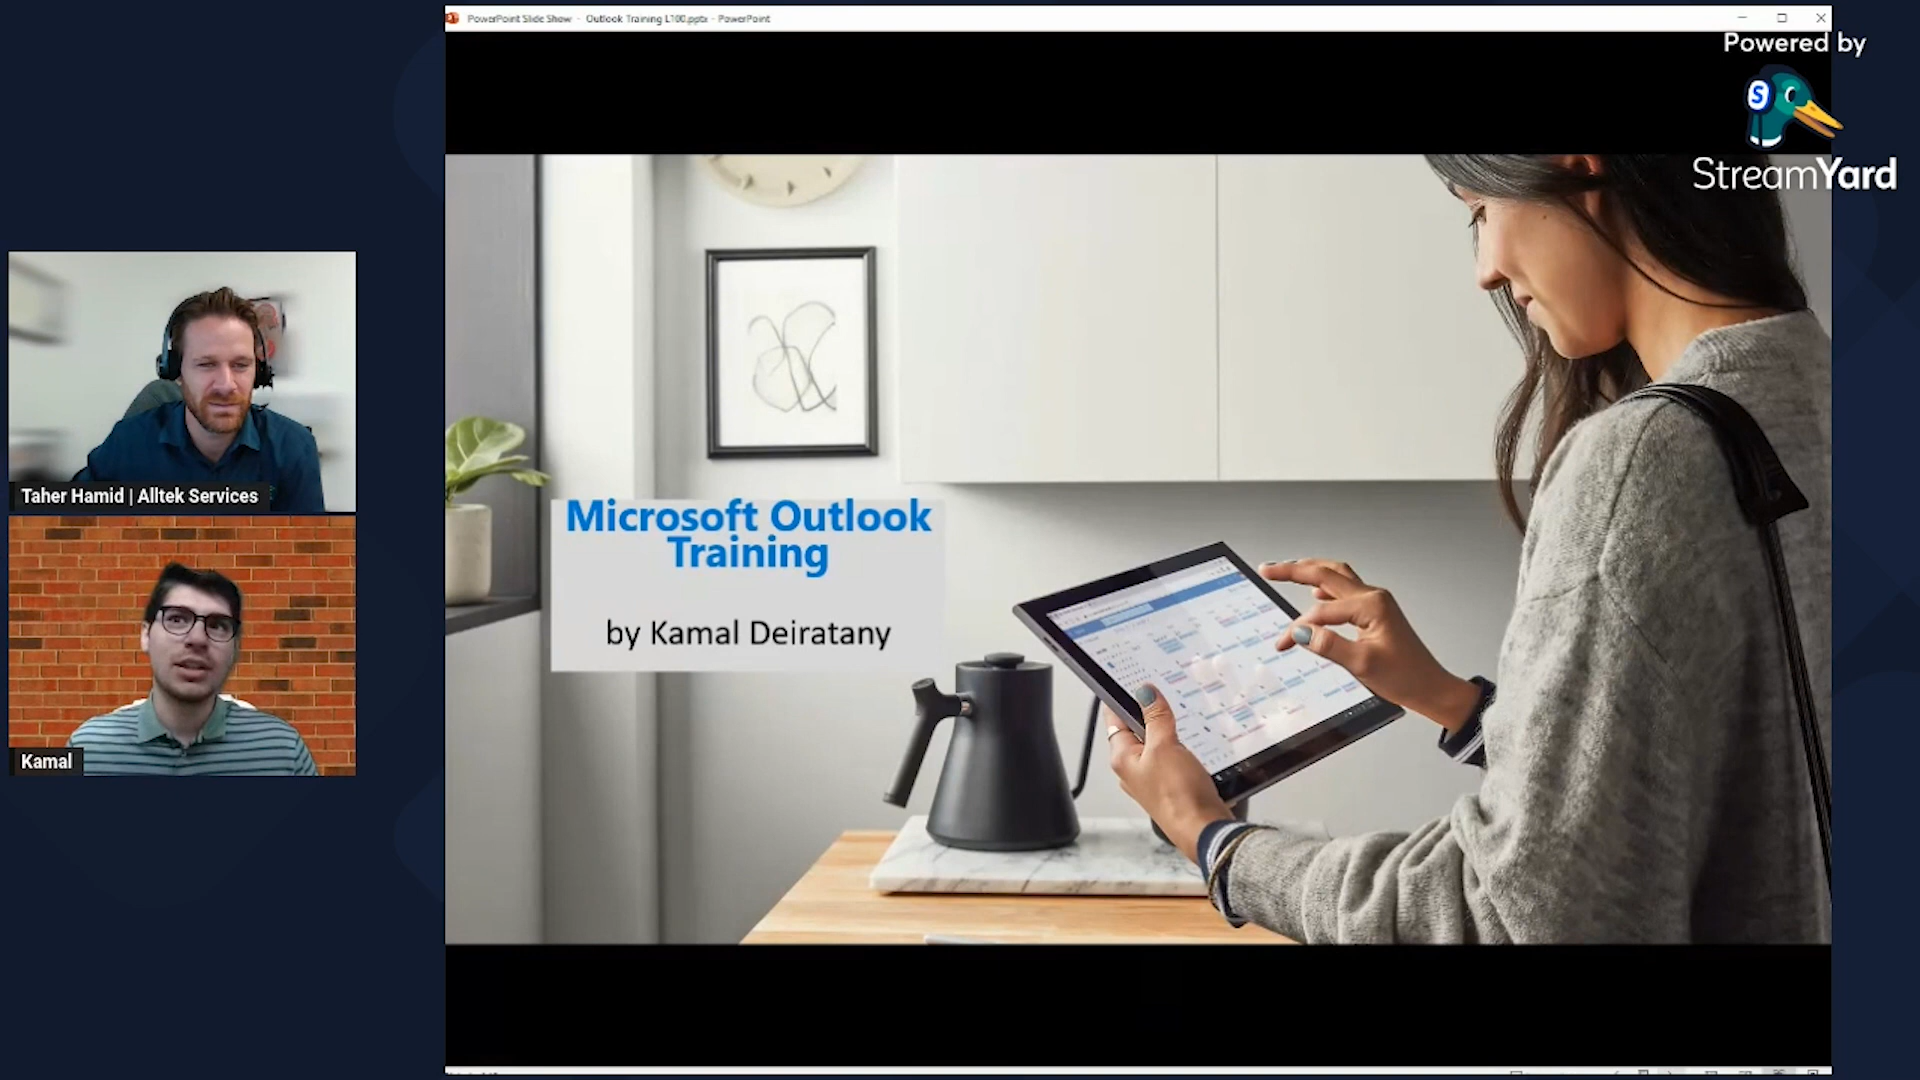 PowerPoint Slide Show - Outlook Training L100.pptx - PowerPoint
Powered by
S
StreamYard
Taher Hamid | Alltek Services
Kamal
Microsoft Outlook
Training
by Kamal Deiratany